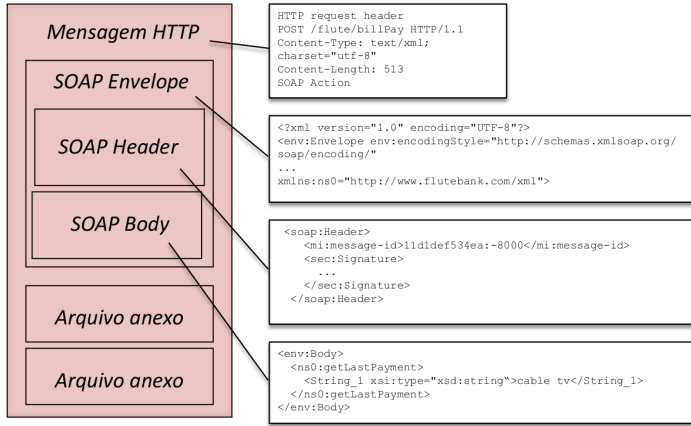 Mensagem HTTP
SOAP Envelope
SOAP Header
SOAP Body
Arquivo anexo
Arquivo anexo
HTTP request header
POST /flute/billPay HTTP/1.1
Content-Type: text/xml;
charset="utf-8"
Content-Length: 513
SOAP Action
<?xml version="1.0" encoding="UTF-8"?>
<env:Envelope env:encodingStyle="http://schemas.xmlsoap.org/
soap/encoding/"
...
xmlns:ns0="http://www.flutebank.com/xml">
<soap:Header>
<mi:message-id>11d1def534ea:-8000</mi:message-id>
<sec:Signature>
...
</sec:Signature>
</soap:Header>
<env:Body>
<ns0:getLastPayment>
<String_1 xsi:type="xsd:string“>cable tv</String_1>
</ns0:getLastPayment>
</env:Body>